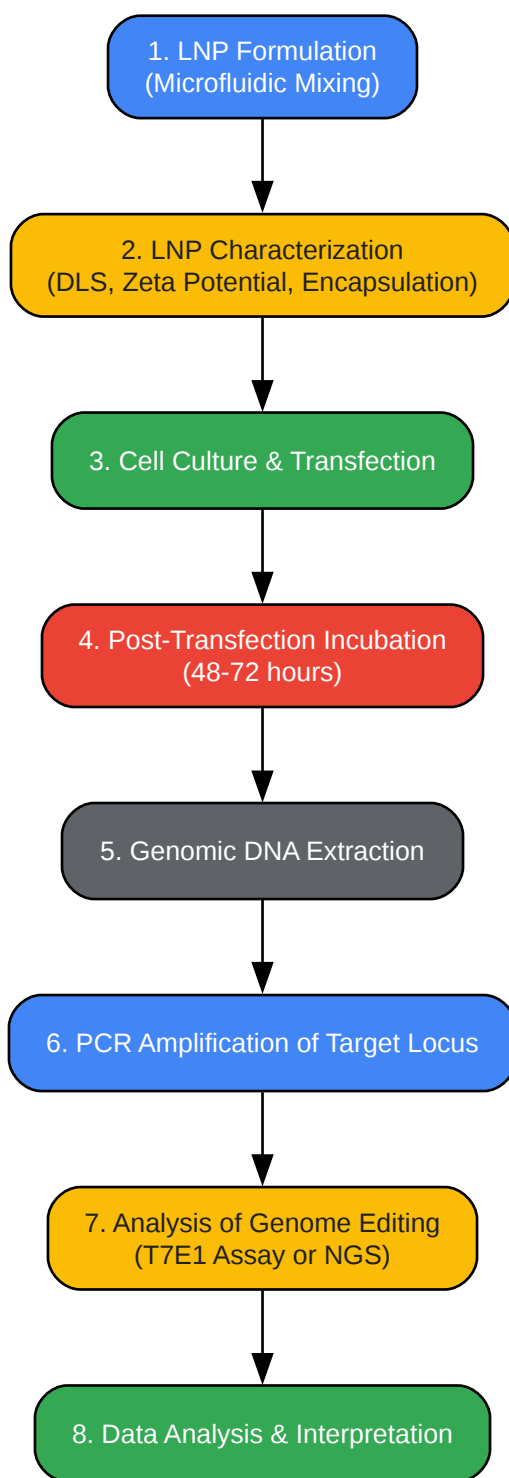 1. LNP Formulation
(Microfluidic Mixing)
2. LNP Characterization
(DLS, Zeta Potential, Encapsulation)
3. Cell Culture & Transfection
4. Post-Transfection Incubation
(48-72 hours)
5. Genomic DNA Extraction
6. PCR Amplification of Target Locus
7. Analysis of Genome Editing
(T7E1 Assay or NGS)
8. Data Analysis & Interpretation